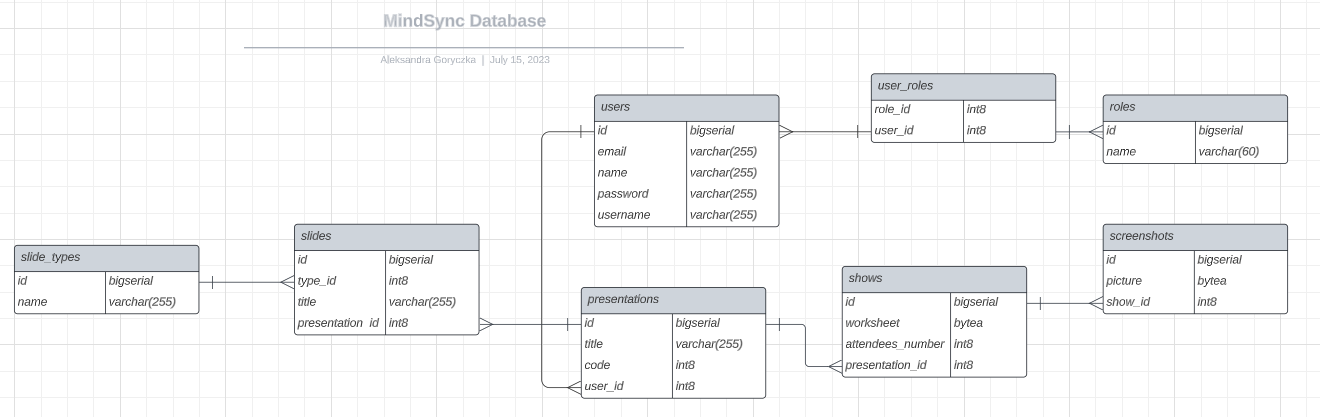 MindSync Database
Aleksandra Goryczka | July 15, 2023
user_roles
role_id int8
user_id int8
users
id bigserial
email varchar(255)
name varchar(255)
password varchar(255)
username varchar(255)
roles
id bigserial
name varchar(60)
slide_types
id bigserial
name varchar(255)
slides
id bigserial
type_id int8
title varchar(255)
presentation_id int8
presentations
id bigserial
title varchar(255)
code int8
user_id int8
shows
id bigserial
worksheet bytea
attendees_number int8
presentation_id int8
screenshots
id bigserial
picture bytea
show_id int8